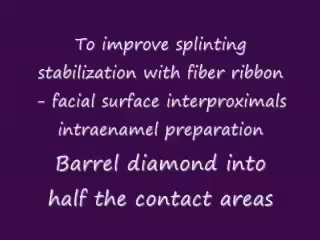 To improve splinting
stabilization with fiber ribbon
- facial surface interproximals
intraenamel preparation
Barrel diamond into
half the contact areas